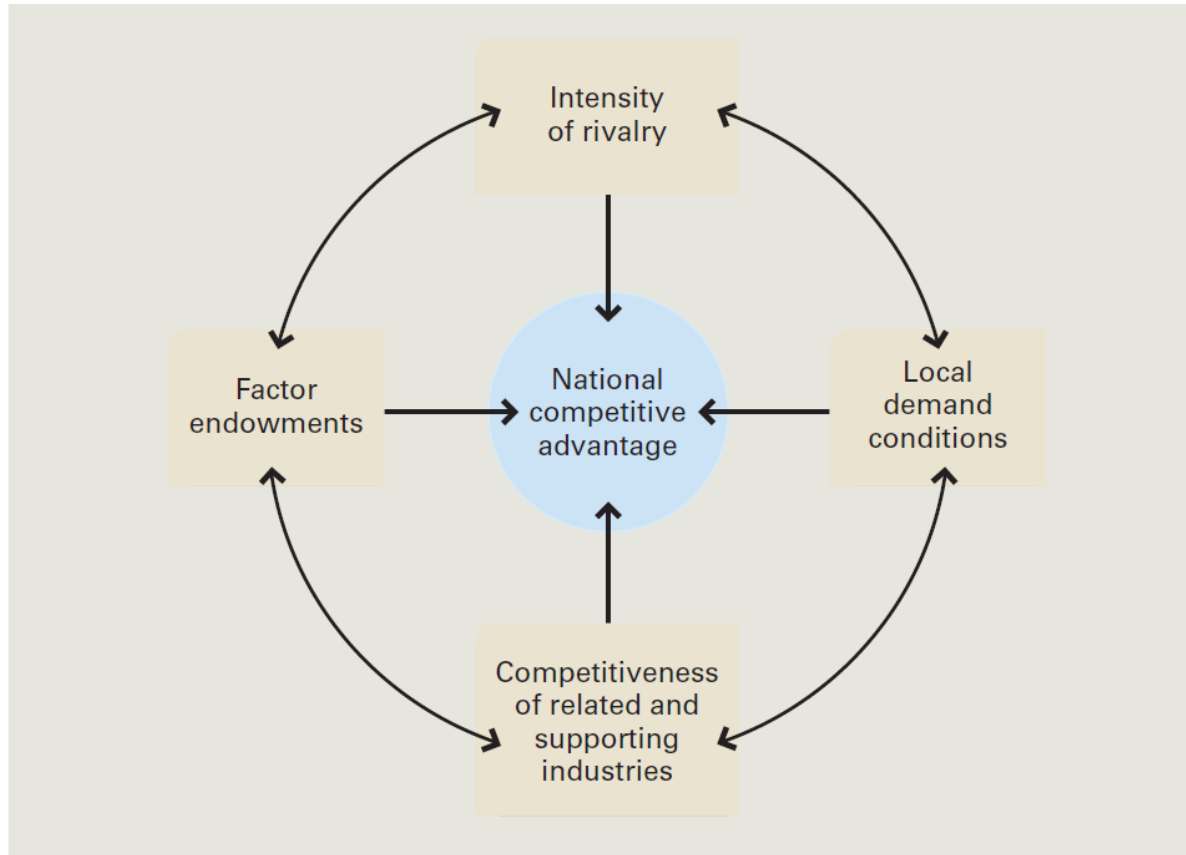 Intensity
of rivalry
Factor
endowments
National
competitive
advantage
Local
demand
conditions
Competitiveness
of related and
supporting
industries